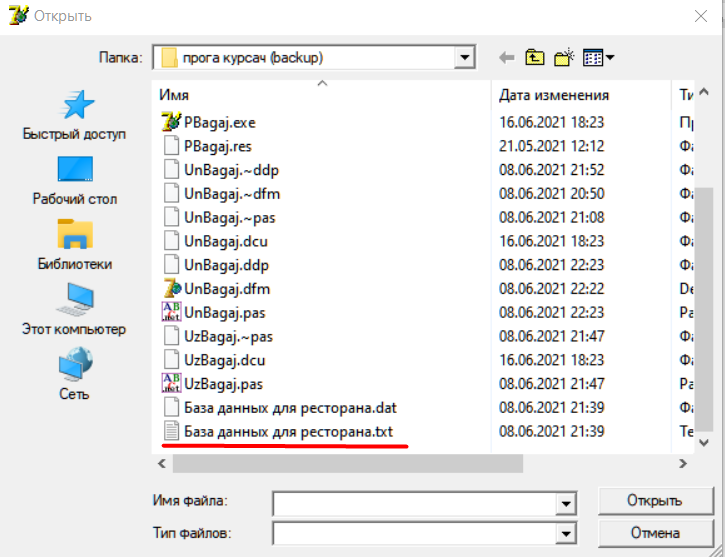 Открыть
Папка: прога курсач (backup)
Имя Дата изменения Ти
PBagaj.exe 16.06.2021 18:23 Пр
PBagaj.res 21.05.2021 12:12 Фа
UnBagaj.~ddp 08.06.2021 21:52 Фа
UnBagaj.~dfm 08.06.2021 20:50 Фа
UnBagaj.~pas 08.06.2021 21:08 Фа
UnBagaj.dcu 16.06.2021 18:23 Фа
UnBagaj.ddp 08.06.2021 22:23 Фа
UnBagaj.dfm 08.06.2021 22:22 De
UnBagaj.pas 08.06.2021 22:23 Pa
UzBagaj.~pas 08.06.2021 21:47 Фа
UzBagaj.dcu 16.06.2021 18:23 Фа
UzBagaj.pas 08.06.2021 21:47 Pa
База данных для ресторана.dat 08.06.2021 21:39 Фа
База данных для ресторана.txt 08.06.2021 21:39 Те
Быстрый доступ
Рабочий стол
Библиотеки
Этот компьютер
Сеть
Имя файла: Открыть
Тип файлов: Отмена